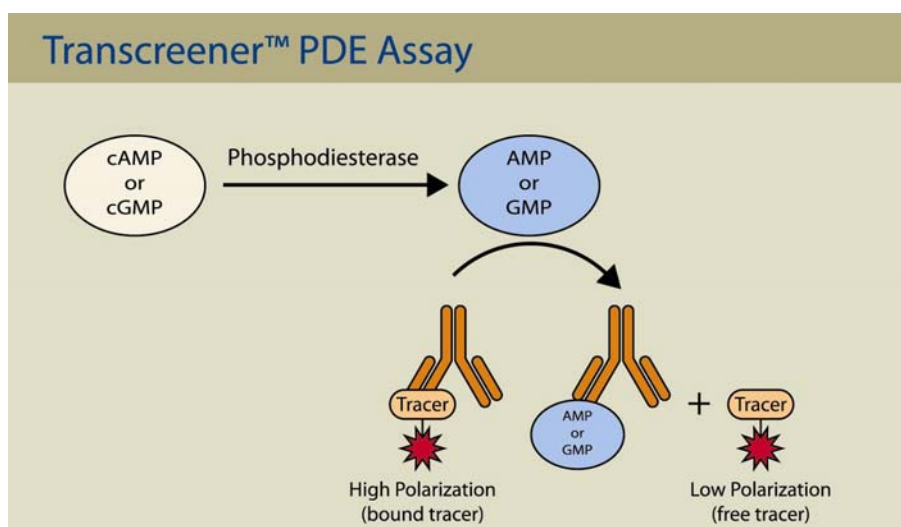 Transcreener™ PDE Assay
cAMP
or
cGMP
Phosphodiesterase
AMP
or
GMP
Tracer
AMP
or
GMP
+
Tracer
High Polarization
(bound tracer)
Low Polarization
(free tracer)